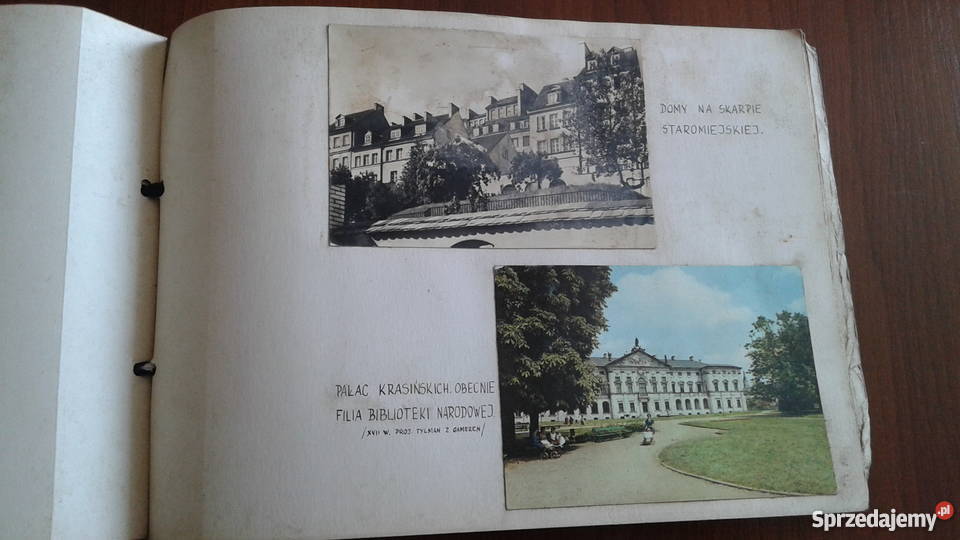 DOMY NA SKARPIE
STAROMIEJSKIEJ.
PAŁAC KRASIŃSKICH. OBECNIE
FILIA BIBLIOTEKI NARODOWEJ.
/XVII W. PROJ. TYLMAN Z GAMEREN/
Sprzedajemy.pl